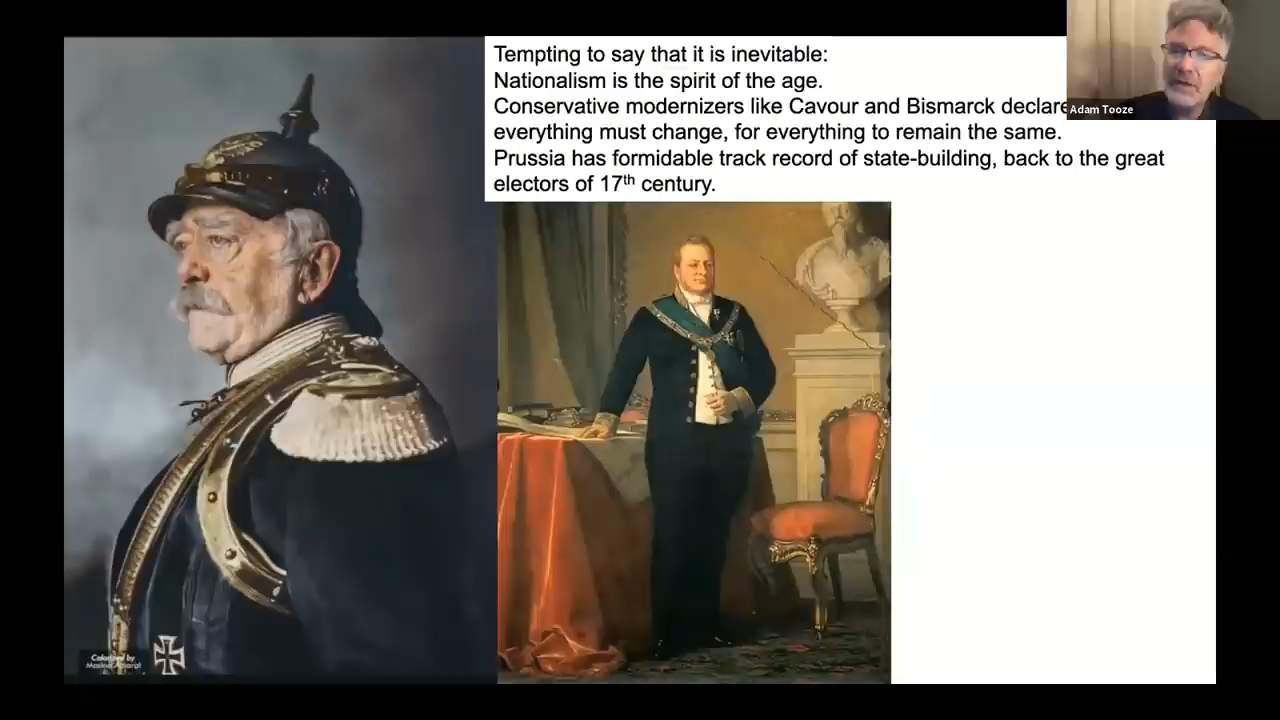 Tempting to say that it is inevitable:
Nationalism is the spirit of the age.
Conservative modernizers like Cavour and Bismarck declare
everything must change, for everything to remain the same.
Prussia has formidable track record of state-building, back to the great
electors of 17th century.
Adam Tooze
Colorized by